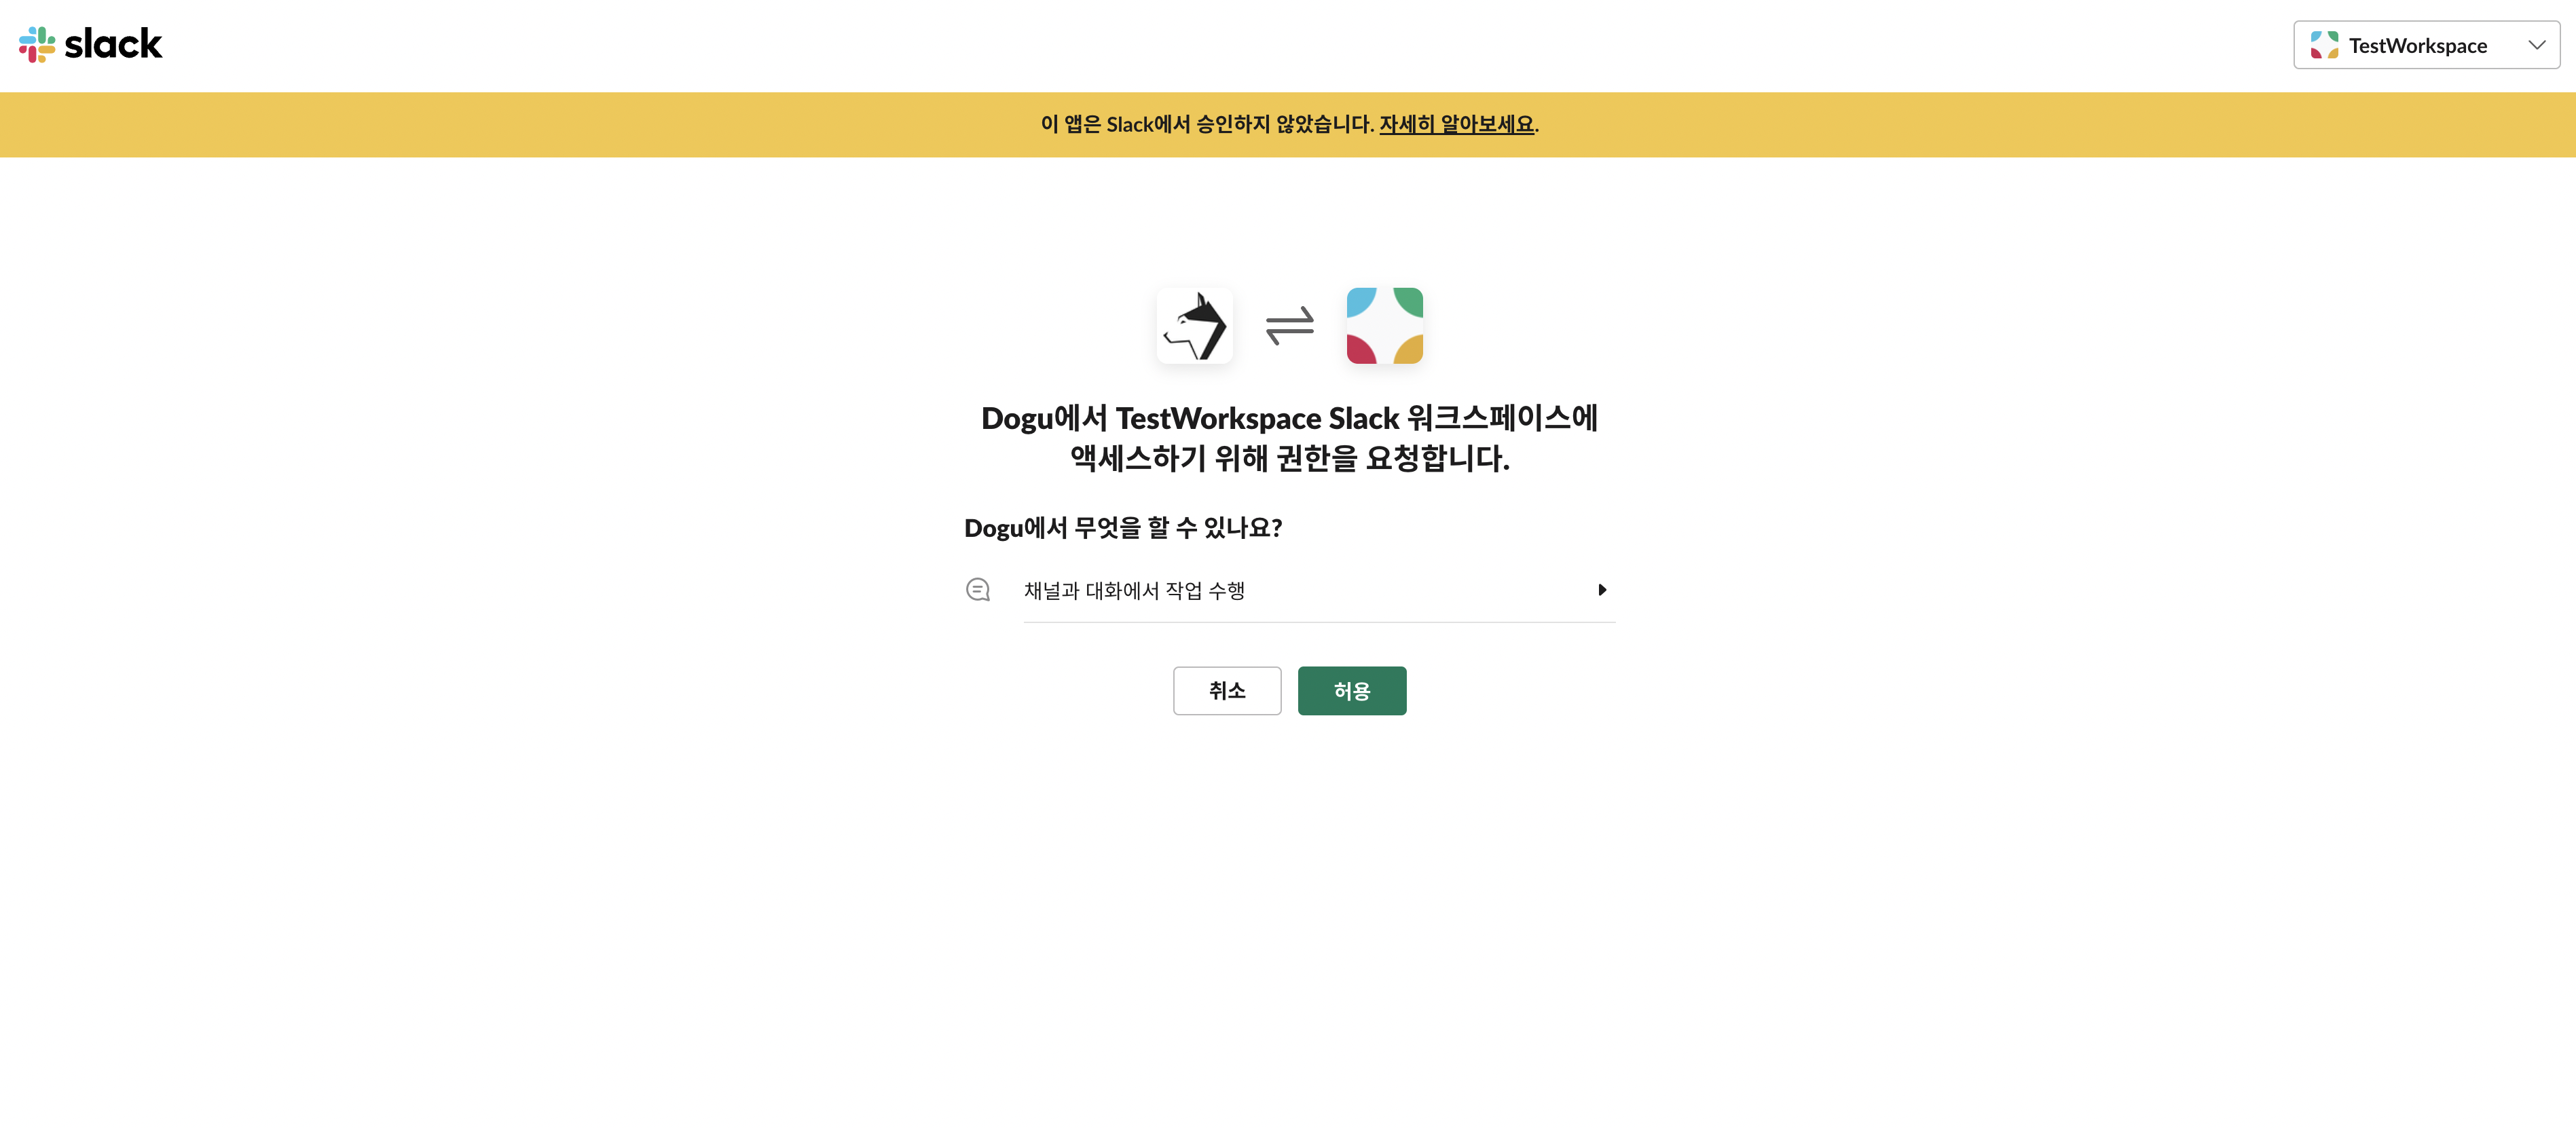 slack
TestWorkspace
이 앱은 Slack에서 승인하지 않았습니다. 자세히 알아보세요.
Dogu에서 TestWorkspace Slack 워크스페이스에
액세스하기 위해 권한을 요청합니다.
Dogu에서 무엇을 할 수 있나요?
채널과 대화에서 작업 수행
취소
허용